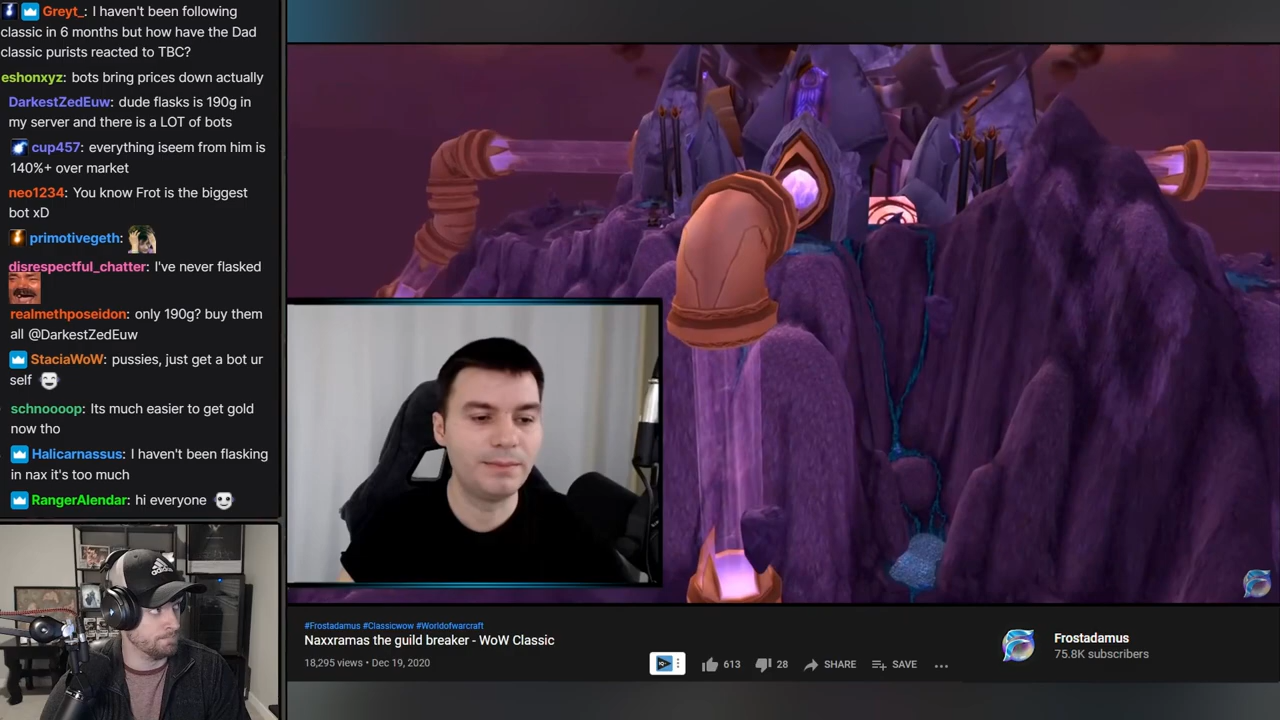 Greyt_: I haven't been following
classic in 6 months but how have the Dad
classic purists reacted to TBC?
eshonxyz: bots bring prices down actually
DarkestZedEuw: dude flasks is 190g in
my server and there is a LOT of bots
cup457: everything iseem from him is
140%+ over market
neo1234: You know Frot is the biggest
bot xD
primotivegeth:
disrespectful_chatter: I've never flasked
realmethposeidon: only 190g? buy them
all @DarkestZedEuw
StaciaWoW: pussies, just get a bot ur
self
schnoooop: Its much easier to get gold
now tho
Halicarnassus: I haven't been flasking
in nax it's too much
RangerAlendar: hi everyone
#Frostadamus #Classicwow #Worldofwarcraft
Naxxramas the guild breaker - WoW Classic
18,295 views • Dec 19, 2020
613
28
SHARE
SAVE
Frostadamus
75.8K subscribers
adidas